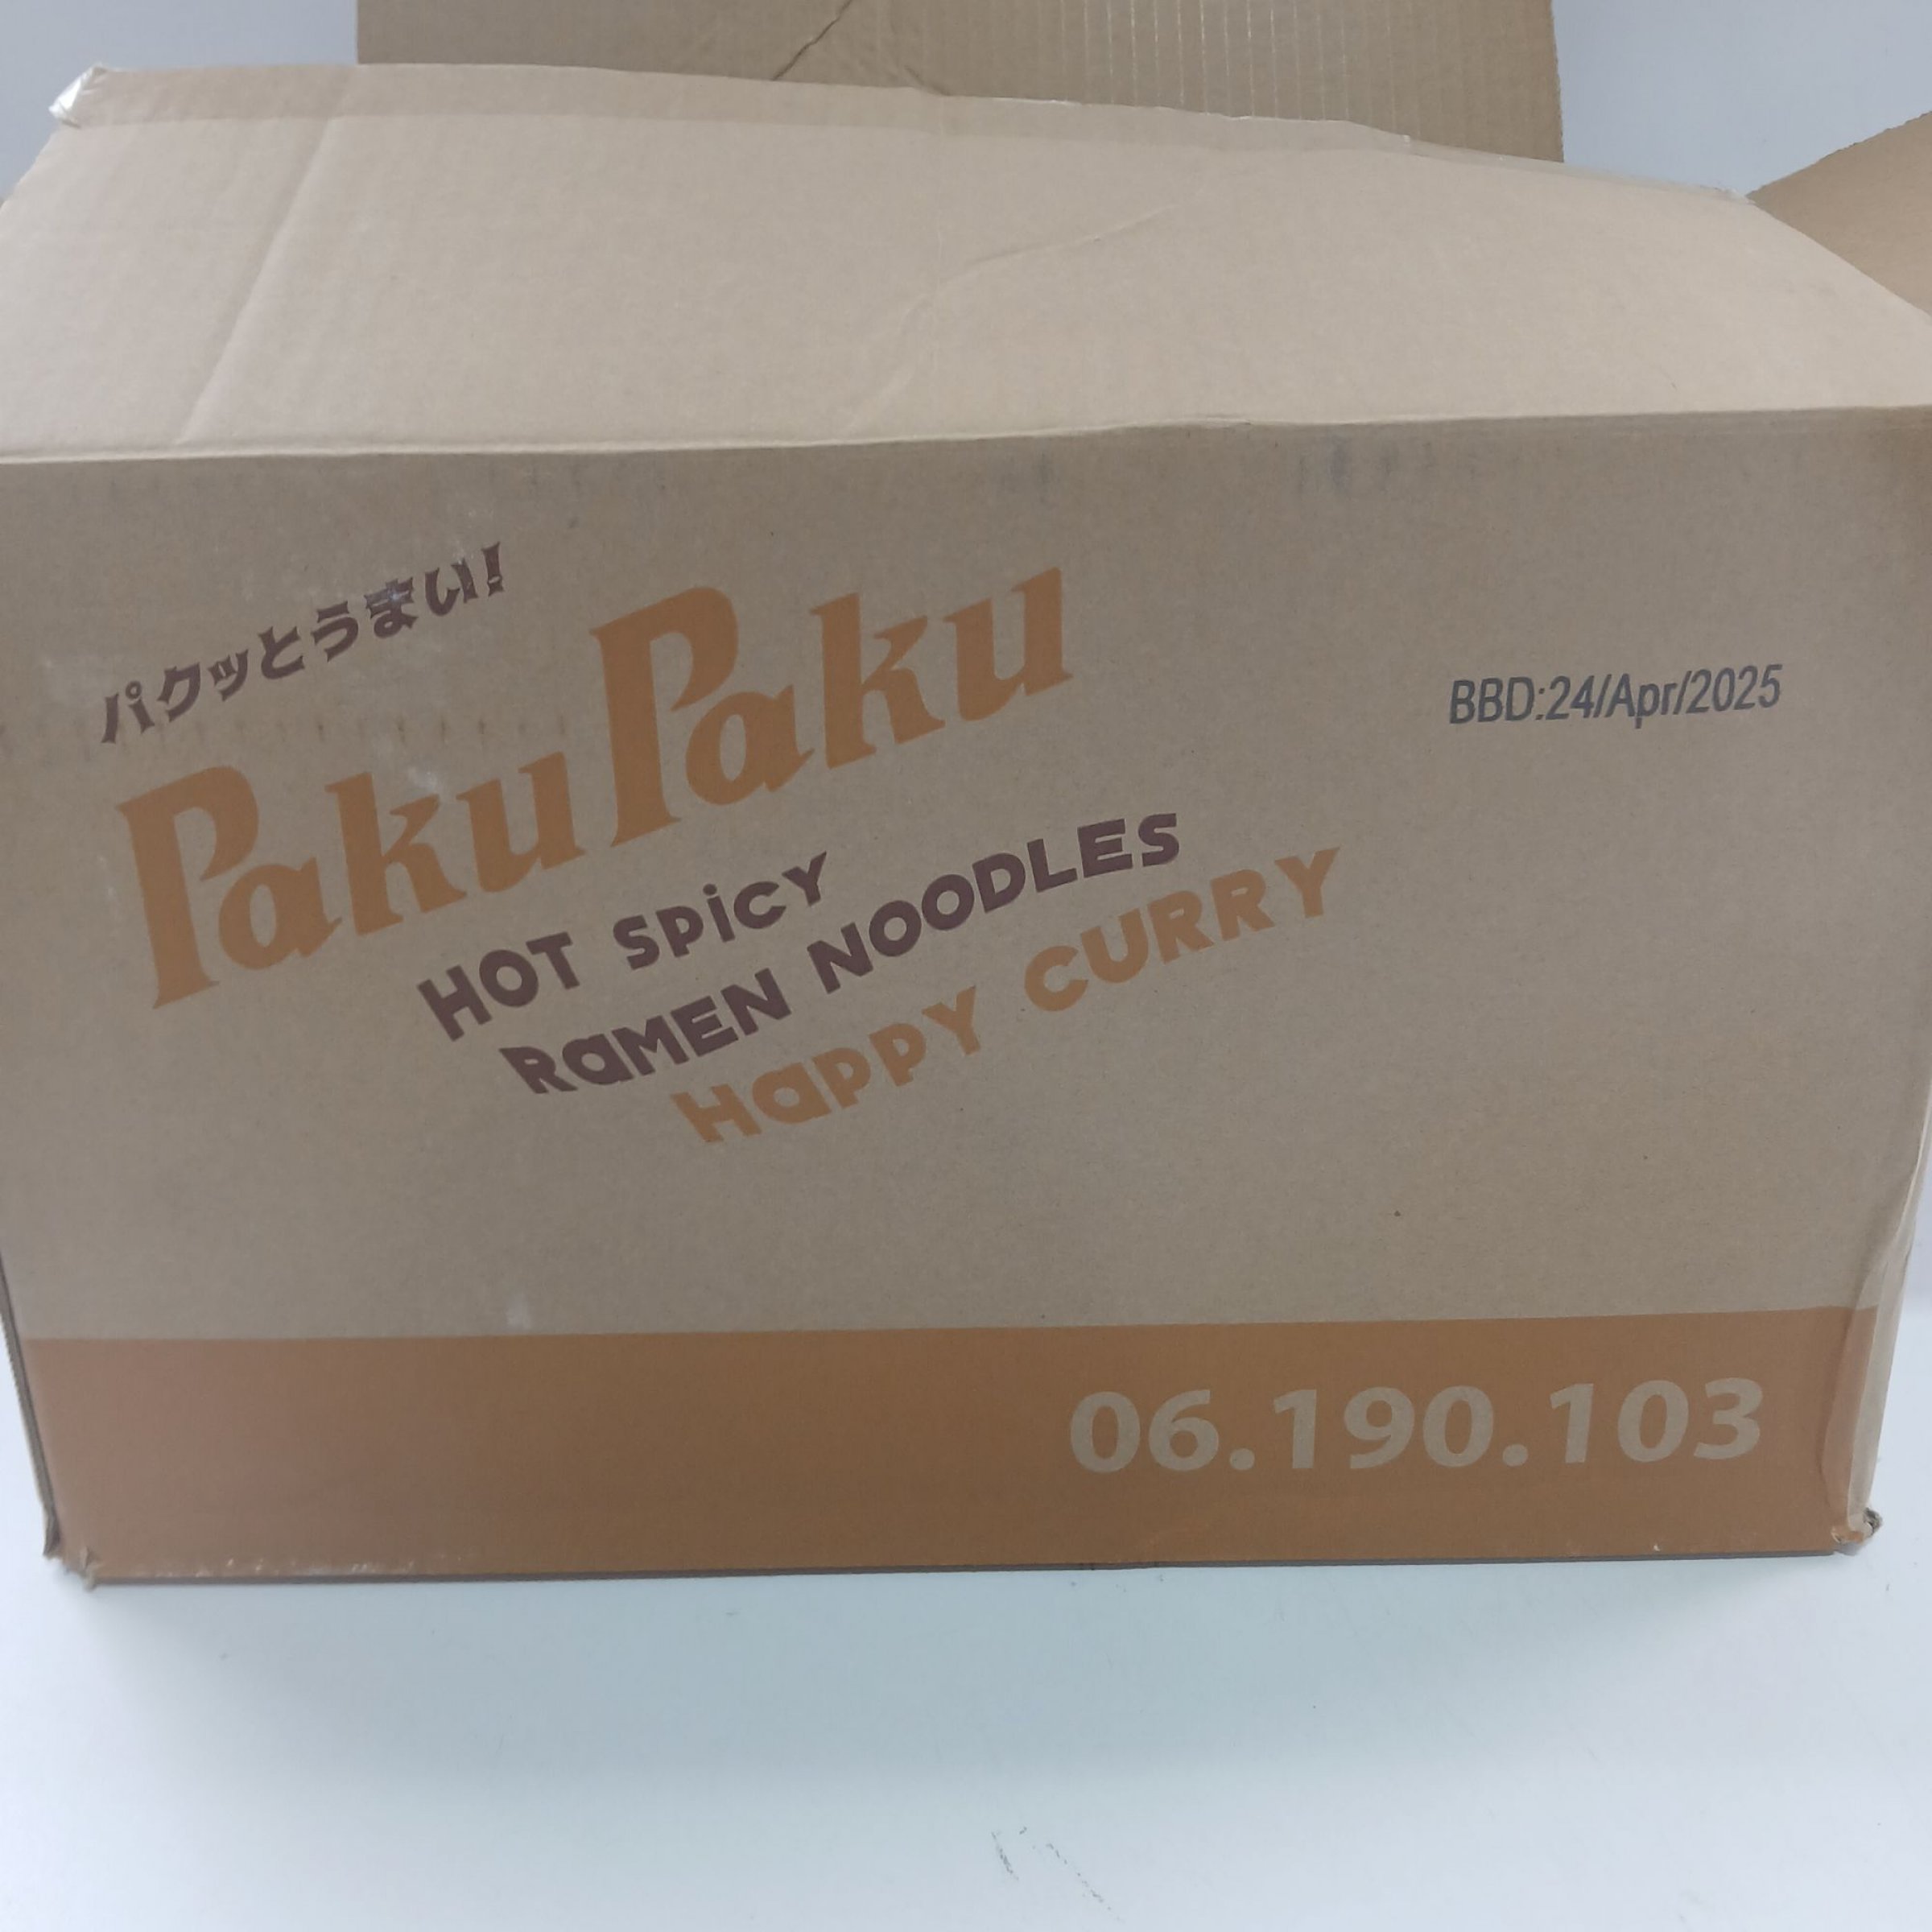 パクッとうまい!
PakuPaku
HOT SPiCY
RaMEN NOODLES
HaPPY CURRY
BBD:24/Apr/2025
06.190.103